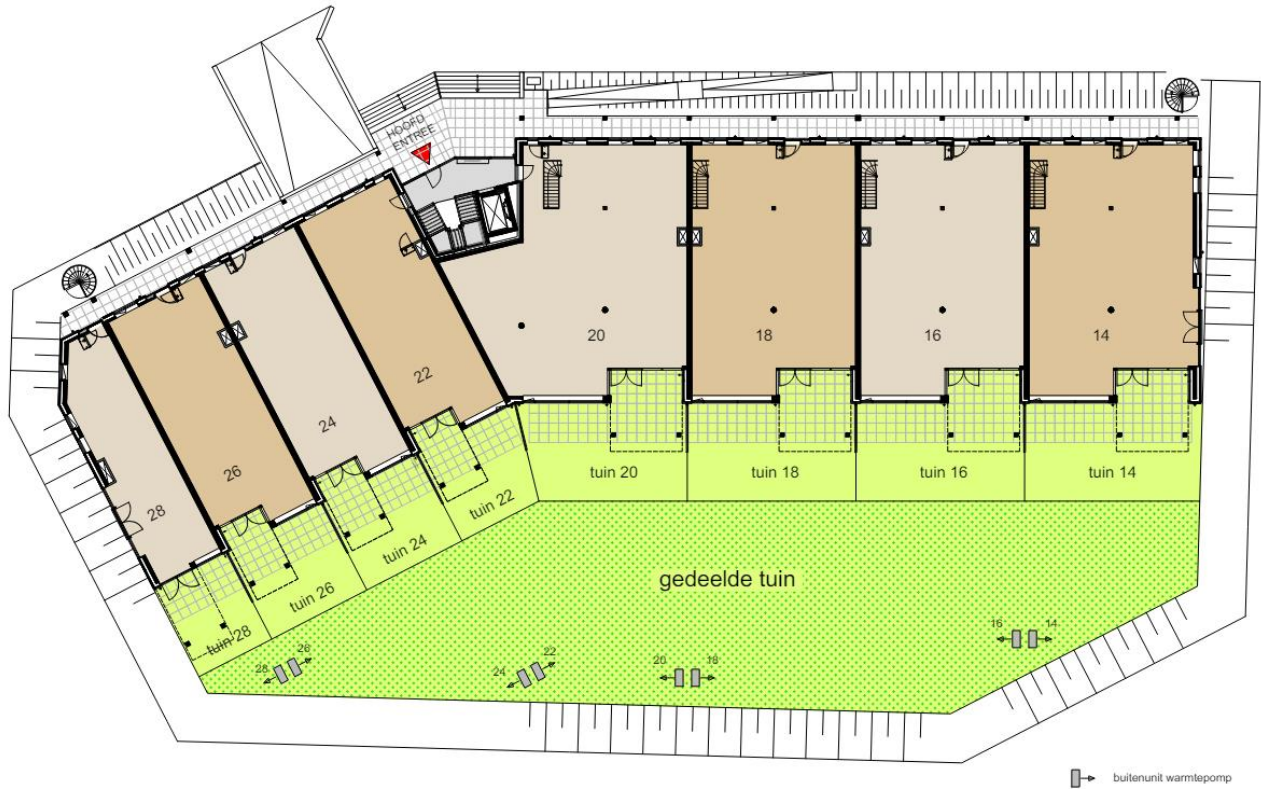 HOOFD
ENTREE
20
18
16
14
22
24
26
28
tuin 20
tuin 18
tuin 16
tuin 14
tuin 22
tuin 24
tuin 26
tuin 28
gedeelde tuin
28
26
24
22
20
18
16
14
buitenunit warmtepomp